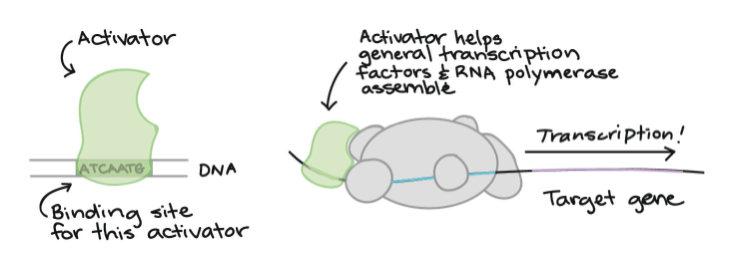 Activator
ATCAATG
DNA
Binding site
for this activator
Activator helps
general transcription
factors & RNA polymerase
assemble
Transcription!
Target gene